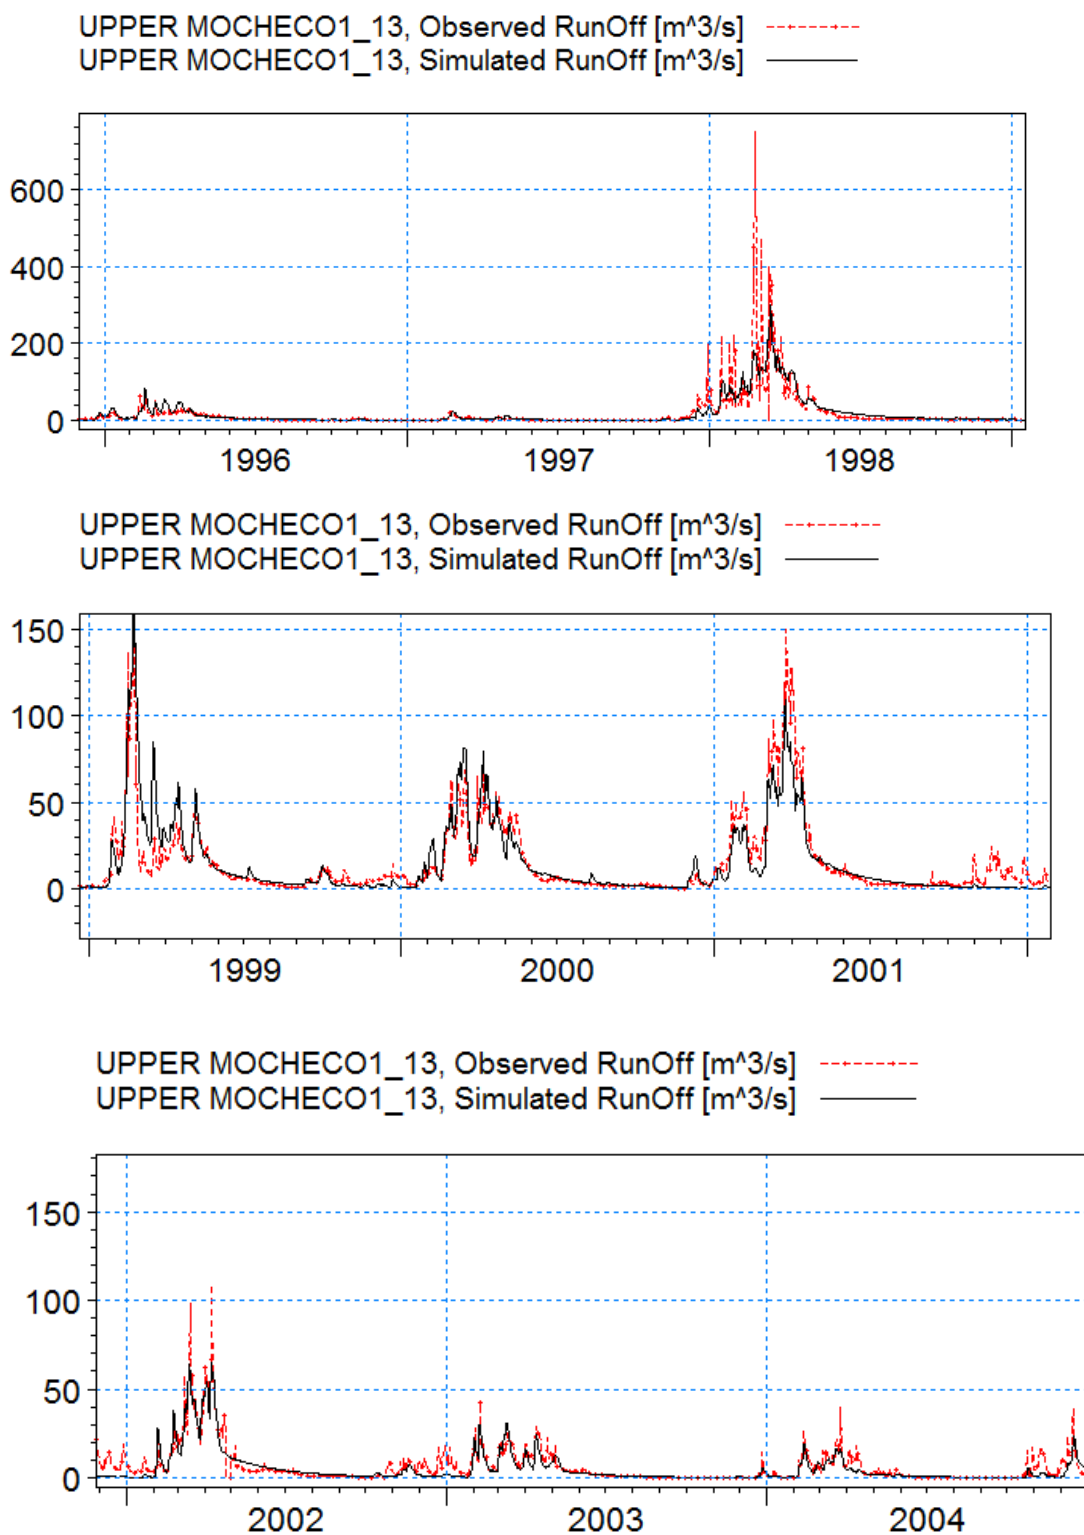 UPPER MOCHECO1_13, Observed RunOff [m^3/s]
UPPER MOCHECO1_13, Simulated RunOff [m^3/s]
600
400
200
0
1996 1997 1998
UPPER MOCHECO1_13, Observed RunOff [m^3/s]
UPPER MOCHECO1_13, Simulated RunOff [m^3/s]
150
100
50
0
1999 2000 2001
UPPER MOCHECO1_13, Observed RunOff [m^3/s]
UPPER MOCHECO1_13, Simulated RunOff [m^3/s]
150
100
50
0
2002 2003 2004